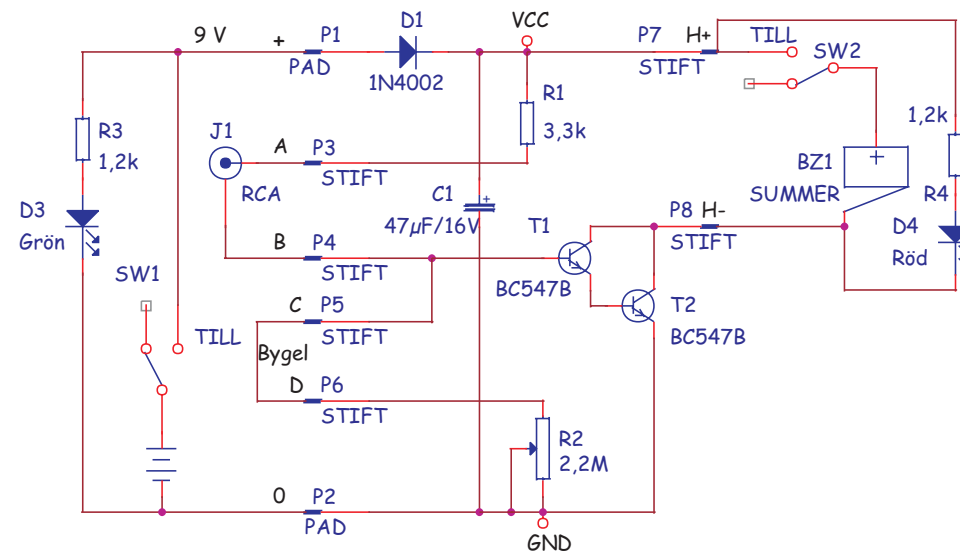 9 V
+
P1
PAD
D1
1N4002
VCC
P7
H+
STIFT
TILL
SW2
R3
1,2k
J1
RCA
A
P3
STIFT
R1
3,3k
1,2k
BZ1
SUMMER
R4
D3
Grön
C1
+
47µF/16V
T1
BC547B
P8
H-
STIFT
D4
Röd
B
P4
STIFT
SW1
TILL
C
P5
STIFT
Bygel
D
P6
STIFT
T2
BC547B
R2
2,2M
0
P2
PAD
GND
+